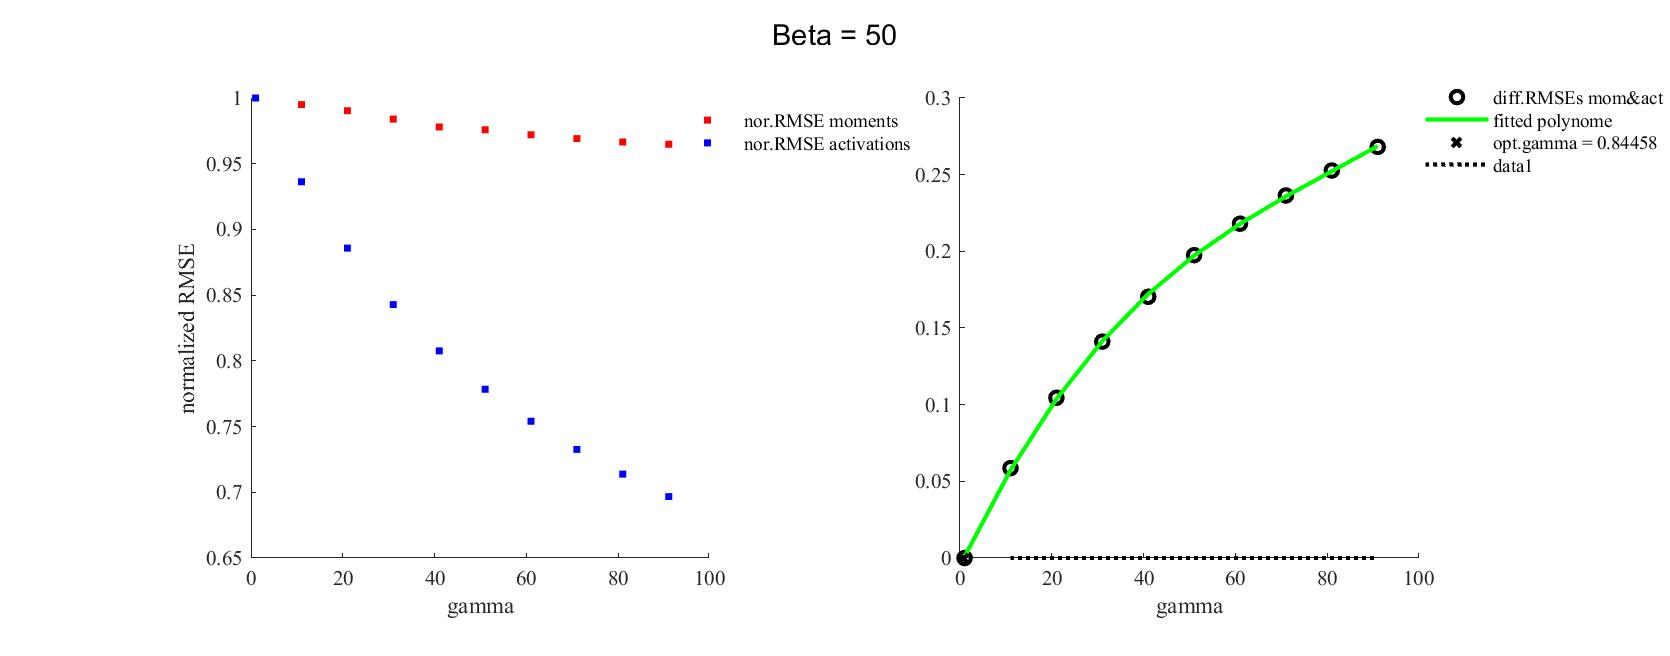 Beta = 50
1
0.95
0.9
0.85
0.8
0.75
0.7
0.65
normalized RMSE
0
20
40
60
80
100
gamma
nor.RMSE moments
nor.RMSE activations
0.3
0.25
0.2
0.15
0.1
0.05
0
0
20
40
60
80
100
gamma
diff.RMSEs mom&act
fitted polynome
opt.gamma = 0.84458
data1